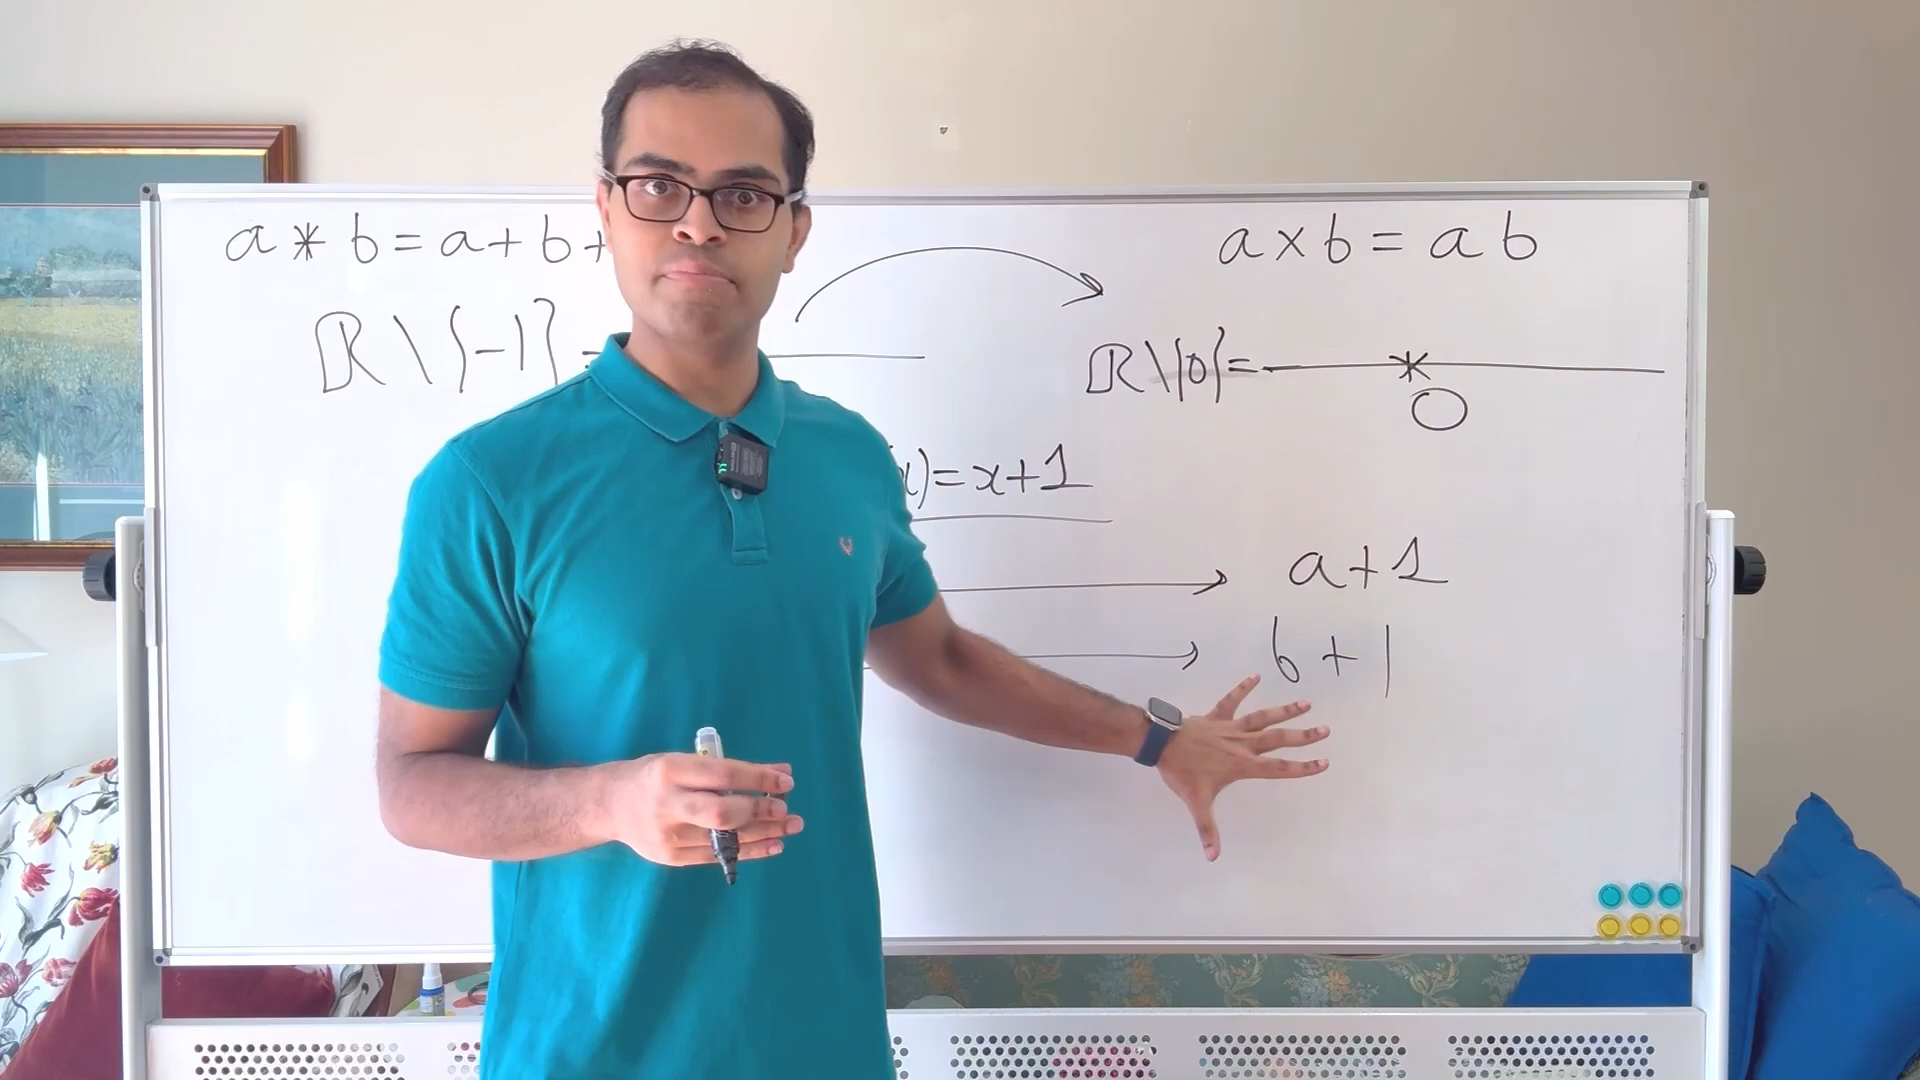 a * b = a + b +
a x b = a b
ℝ \ {-1} =
ℝ \ {0} =
0
x) = x + 1
a + 1
b + 1